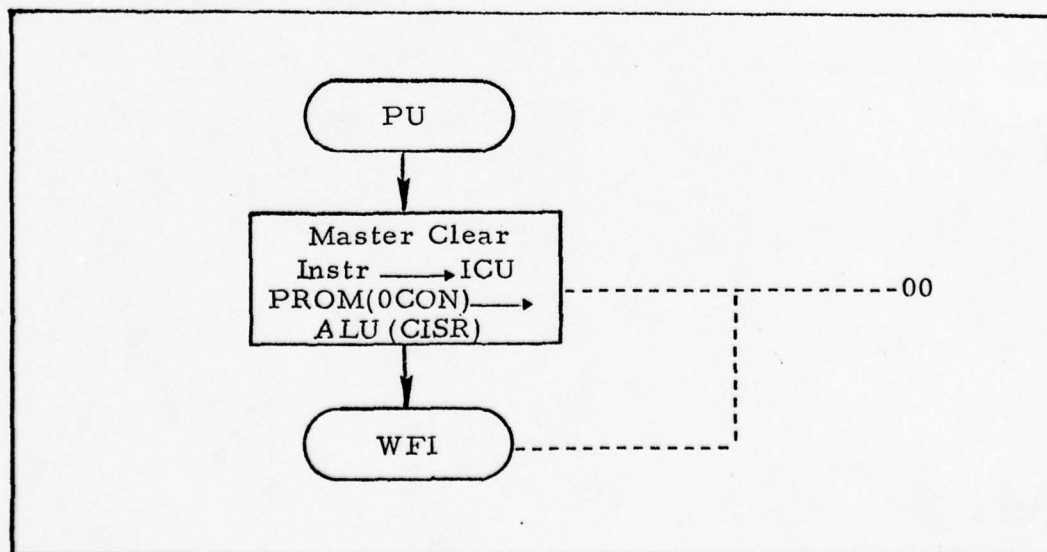 PU
Master Clear
Instr → ICU
PROM(0CON) →
ALU (CISR)
00
WFI